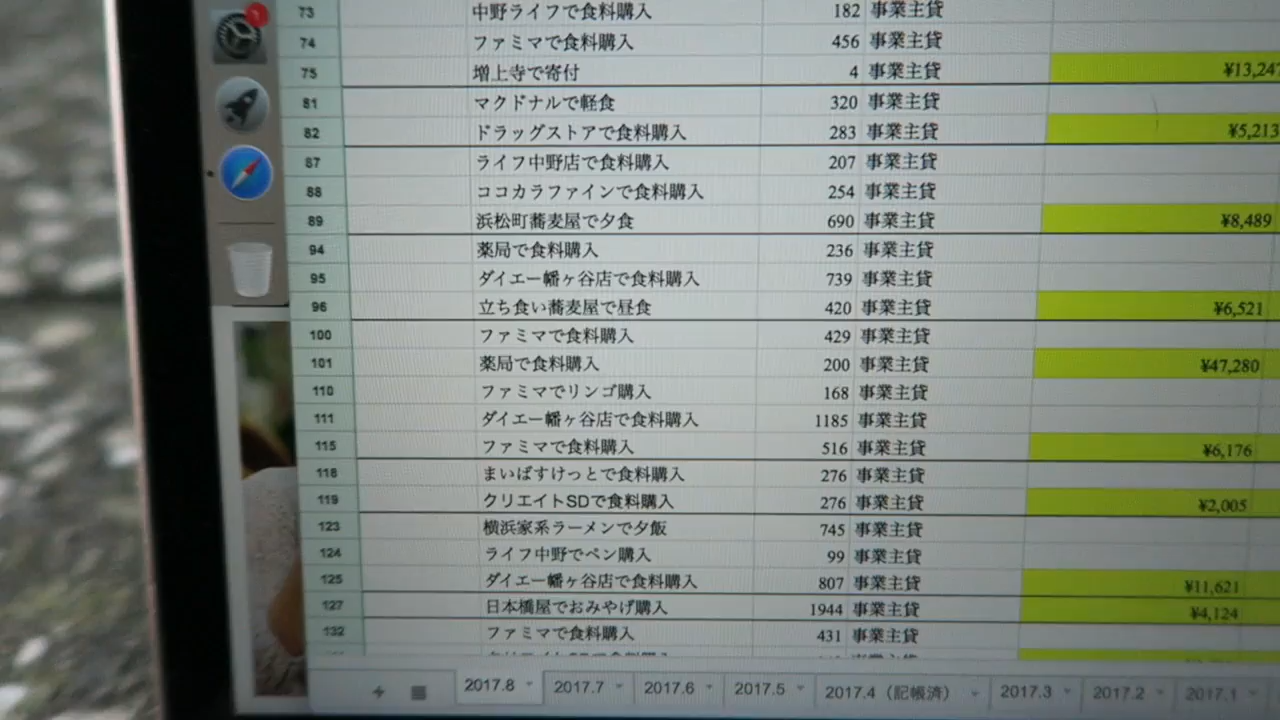 1
73 中野ライフで食料購入 182 事業主貸
74 ファミマで食料購入 456 事業主貸
75 増上寺で寄付 4 事業主貸 ¥13,247
81 マクドナルで軽食 320 事業主貸
82 ドラッグストアで食料購入 283 事業主貸 ¥5,213
87 ライフ中野店で食料購入 207 事業主貸
88 ココカラファインで食料購入 254 事業主貸
89 浜松町蕎麦屋で夕食 690 事業主貸 ¥8,489
94 薬局で食料購入 236 事業主貸
95 ダイエー幡ヶ谷店で食料購入 739 事業主貸
96 立ち食い蕎麦屋で昼食 420 事業主貸 ¥6,521
100 ファミマで食料購入 429 事業主貸
101 薬局で食料購入 200 事業主貸 ¥47,280
110 ファミマでリンゴ購入 168 事業主貸
111 ダイエー幡ヶ谷店で食料購入 1185 事業主貸
115 ファミマで食料購入 516 事業主貸 ¥6,176
118 まいばすけっとで食料購入 276 事業主貸
119 クリエイトSDで食料購入 276 事業主貸 ¥2,005
123 横浜家系ラーメンで夕飯 745 事業主貸
124 ライフ中野でペン購入 99 事業主貸
125 ダイエー幡ヶ谷店で食料購入 807 事業主貸 ¥11,621
127 日本橋屋でおみやげ購入 1944 事業主貸 ¥4,124
132 ファミマで食料購入 431 事業主貸
+ 2017.8 2017.7 2017.6 2017.5 2017.4（記帳済） 2017.3 2017.2 2017.1